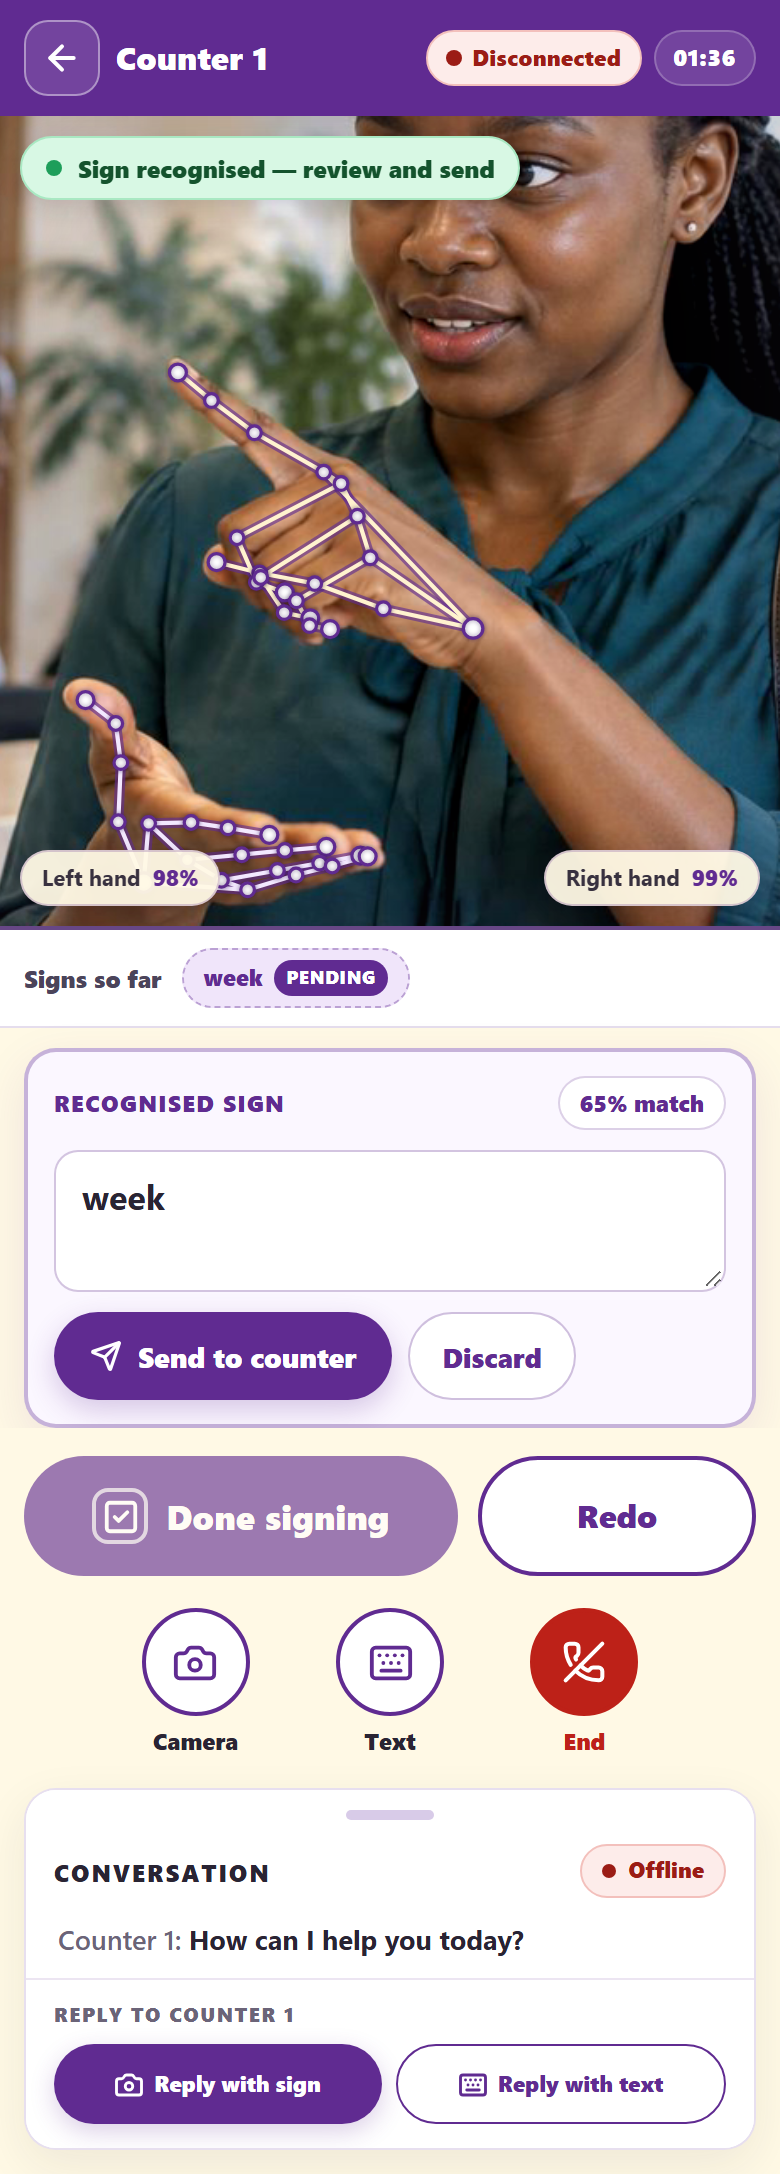 Counter 1
Disconnected
01:36
Sign recognised — review and send
Left hand 98%
Right hand 99%
Signs so far
week PENDING
RECOGNISED SIGN
65% match
week
Send to counter
Discard
Done signing
Redo
Camera
Text
End
CONVERSATION
Offline
Counter 1: How can I help you today?
REPLY TO COUNTER 1
Reply with sign
Reply with text